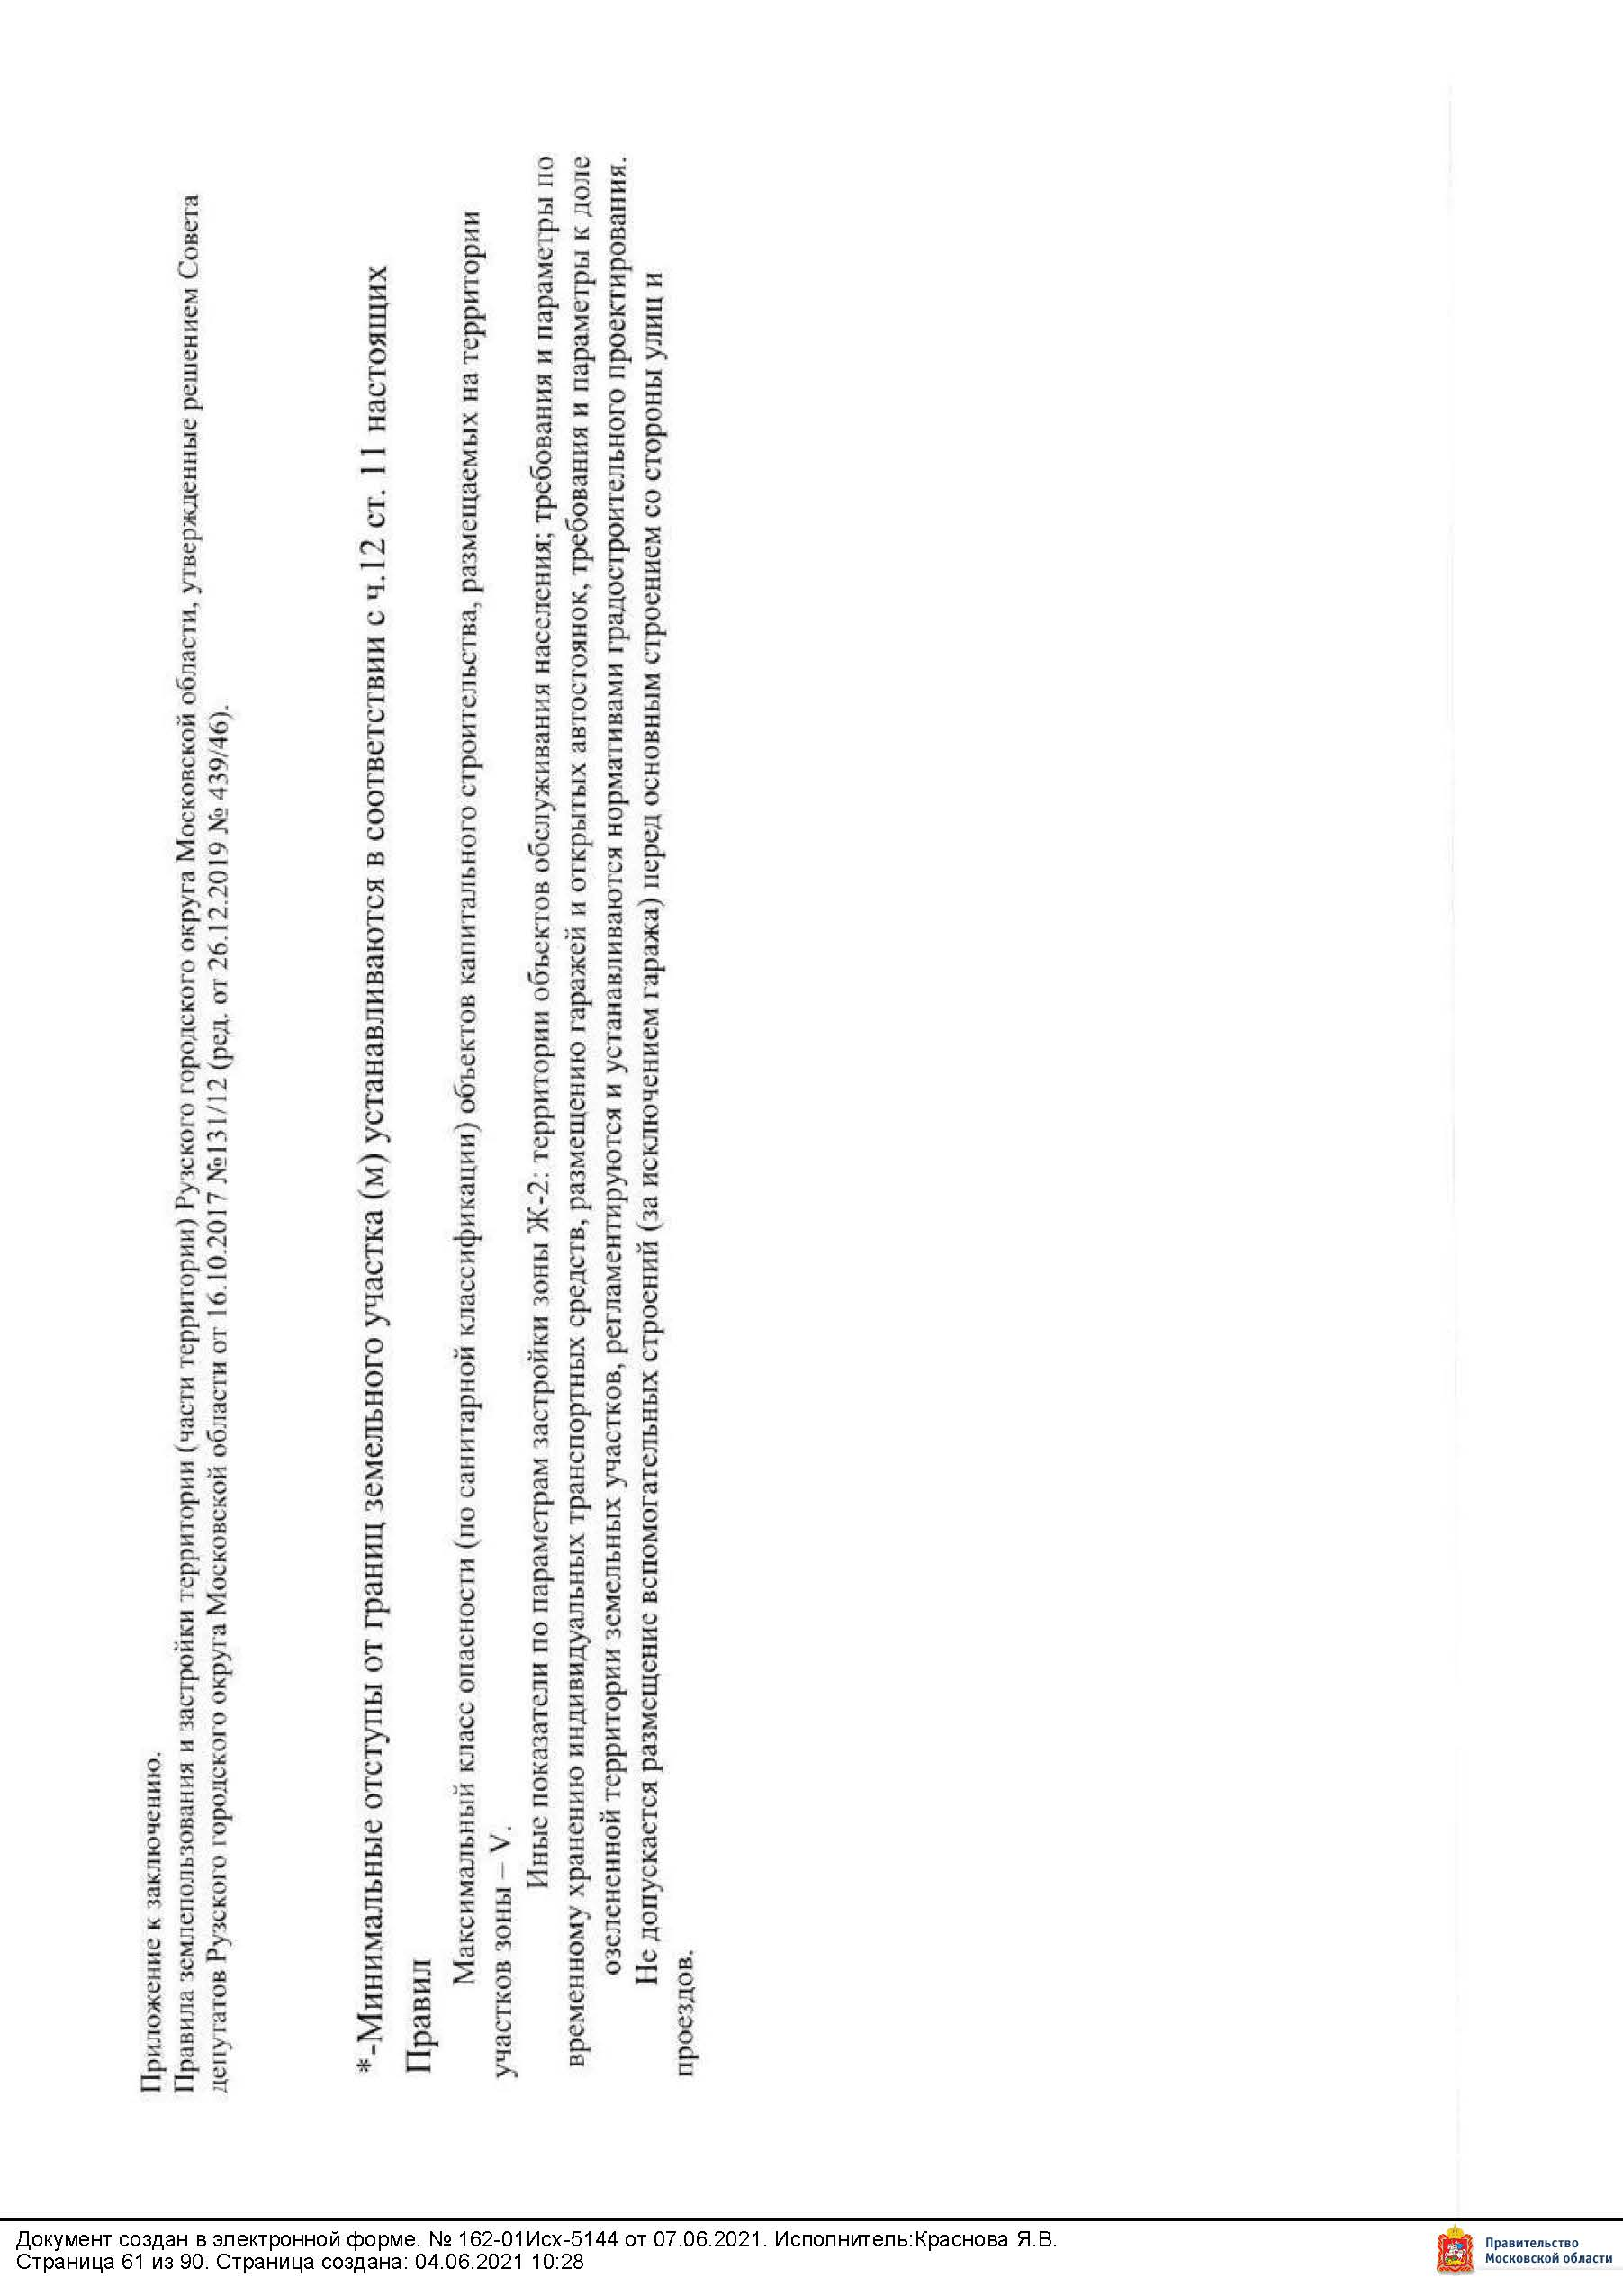 Приложение к заключению.
Правила землепользования и застройки территории (части территории) Рузского городского округа Московской области, утвержденные решением Совета
депутатов Рузского городского округа Московской области от 16.10.2017 №131/12 (ред. от 26.12.2019 № 439/46).
*-Минимальные отступы от границ земельного участка (м) устанавливаются в соответствии с ч.12 ст. 11 настоящих
Правил
Максимальный класс опасности (по санитарной классификации) объектов капитального строительства, размещаемых на территории
участков зоны – V.
Иные показатели по параметрам застройки зоны Ж-2: территории объектов обслуживания населения; требования и параметры по
временному хранению индивидуальных транспортных средств, размещению гаражей и открытых автостоянок, требования и параметры к доле
озелененной территории земельных участков, регламентируются и устанавливаются нормативами градостроительного проектирования.
Не допускается размещение вспомогательных строений (за исключением гаража) перед основным строением со стороны улиц и
проездов.
Документ создан в электронной форме. № 162-01Исх-5144 от 07.06.2021. Исполнитель:Краснова Я.В.
Страница 61 из 90. Страница создана: 04.06.2021 10:28
Правительство
Московской области